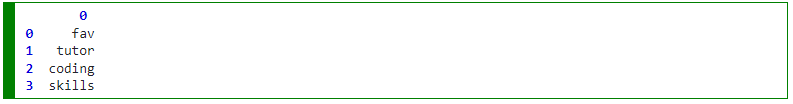 0
0 fav
1 tutor
2 coding
3 skills